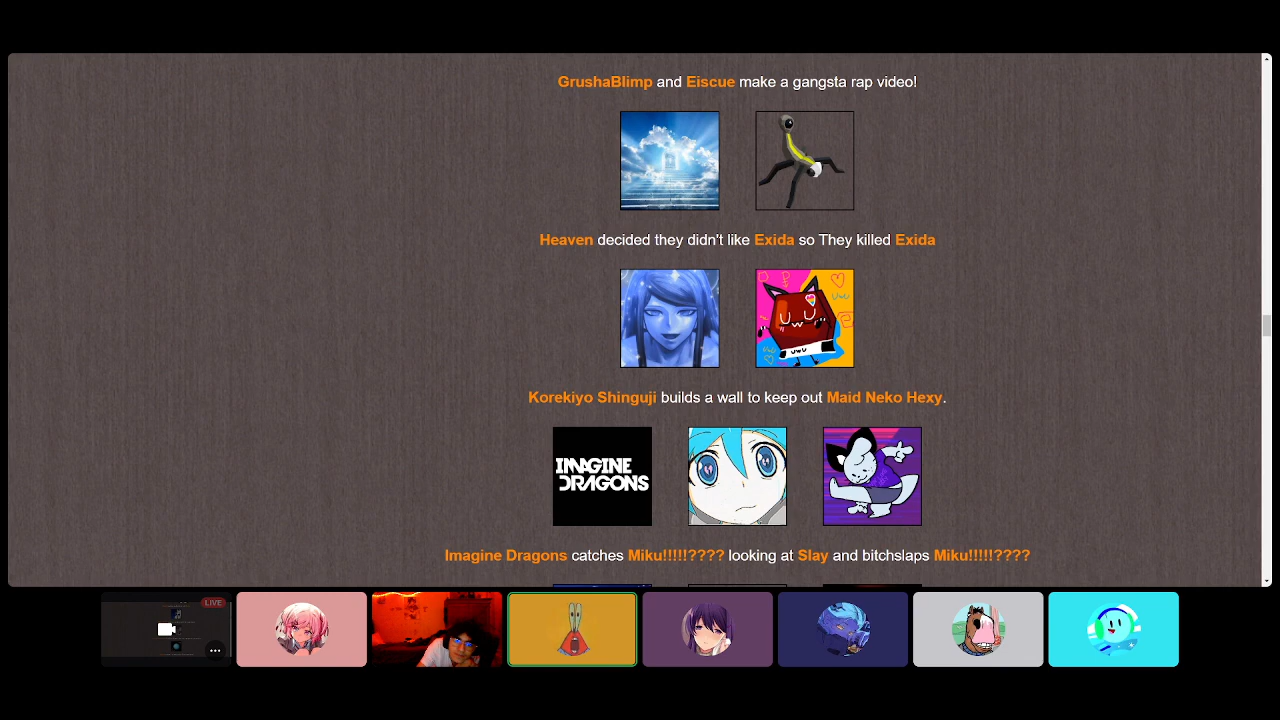 GrushaBlimp and Eiscue make a gangsta rap video!
Heaven decided they didn't like Exida so They killed Exida
UwU
UwU
Korekiyo Shinguji builds a wall to keep out Maid Neko Hexy.
IMAGINE
DRAGONS
Imagine Dragons catches Miku!!!!!???? looking at Slay and bitchslaps Miku!!!!!????
LIVE